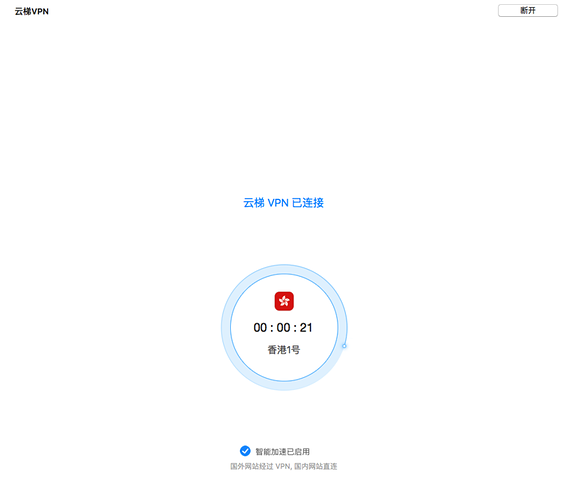 云梯VPN
断开
云梯 VPN 已连接
00 : 00 : 21
香港1号
智能加速已启用
国外网站经过 VPN, 国内网站直连